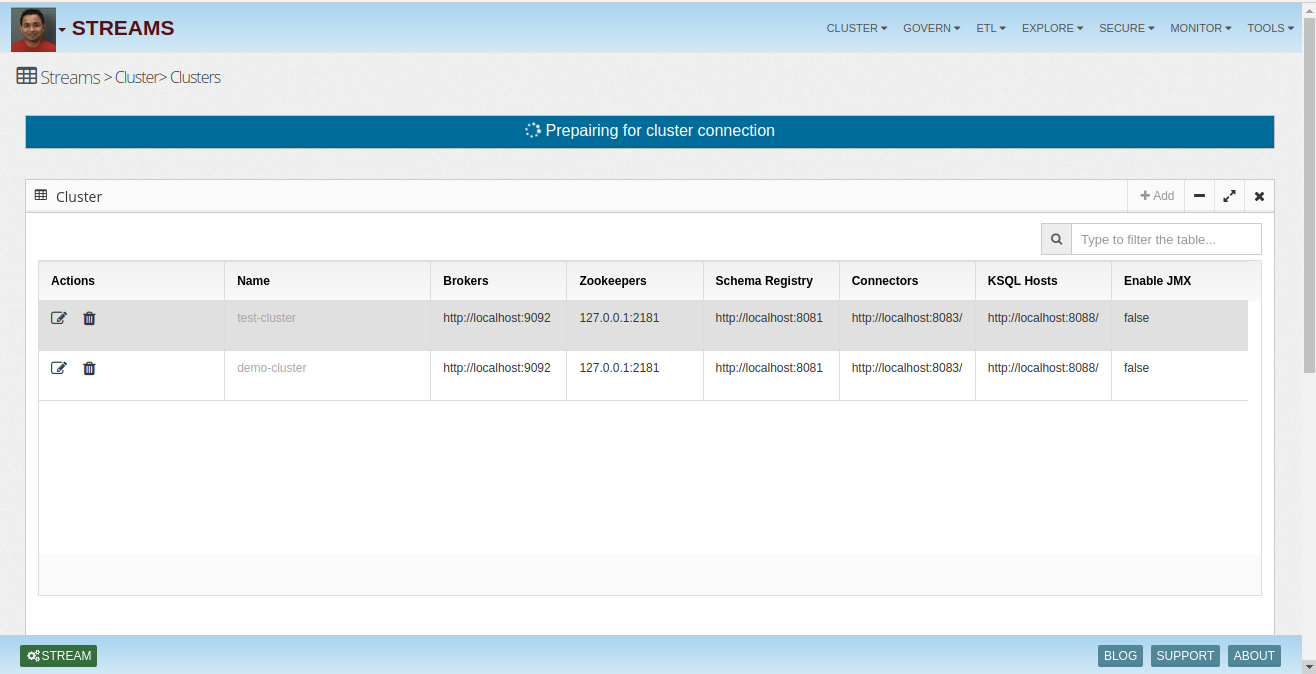 STREAMS CLUSTER GOVERN ETL EXPLORE SECURE MONITOR TOOLS
Streams > Cluster> Clusters
Prepairing for cluster connection
Cluster Add
Type to filter the table...
Actions Name Brokers Zookeepers Schema Registry Connectors KSQL Hosts Enable JMX
test-cluster http://localhost:9092 127.0.0.1:2181 http://localhost:8081 http://localhost:8083/ http://localhost:8088/ false
demo-cluster http://localhost:9092 127.0.0.1:2181 http://localhost:8081 http://localhost:8083/ http://localhost:8088/ false
STREAM BLOG SUPPORT ABOUT